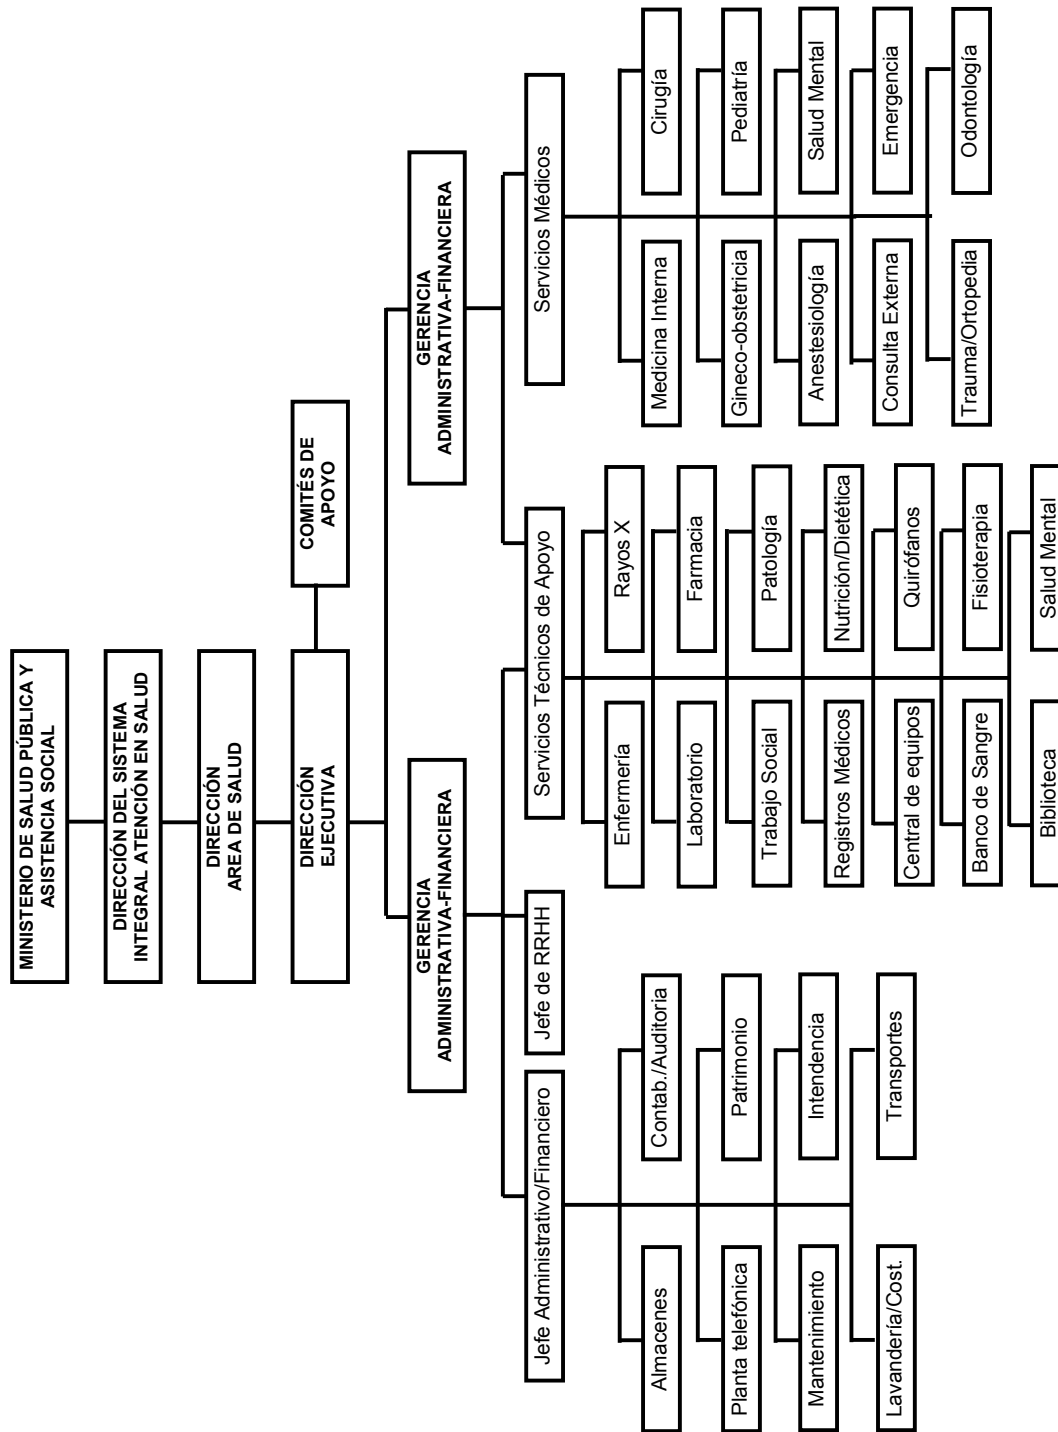 MINISTERIO DE SALUD PÚBLICA Y
ASISTENCIA SOCIAL
DIRECCIÓN DEL SISTEMA
INTEGRAL ATENCIÓN EN SALUD
DIRECCIÓN
AREA DE SALUD
DIRECCIÓN
EJECUTIVA
COMITÉS DE
APOYO
GERENCIA
ADMINISTRATIVA-FINANCIERA
GERENCIA
ADMINISTRATIVA-FINANCIERA
Jefe Administrativo/Financiero
Jefe de RRHH
Servicios Técnicos de Apoyo
Servicios Médicos
Almacenes
Contab./Auditoria
Planta telefónica
Patrimonio
Mantenimiento
Intendencia
Lavandería/Cost.
Transportes
Enfermería
Rayos X
Laboratorio
Farmacia
Trabajo Social
Patología
Registros Médicos
Nutrición/Dietética
Central de equipos
Quirófanos
Banco de Sangre
Fisioterapia
Biblioteca
Salud Mental
Medicina Interna
Cirugía
Gineco-obstetricia
Pediatría
Anestesiología
Salud Mental
Consulta Externa
Emergencia
Trauma/Ortopedia
Odontología